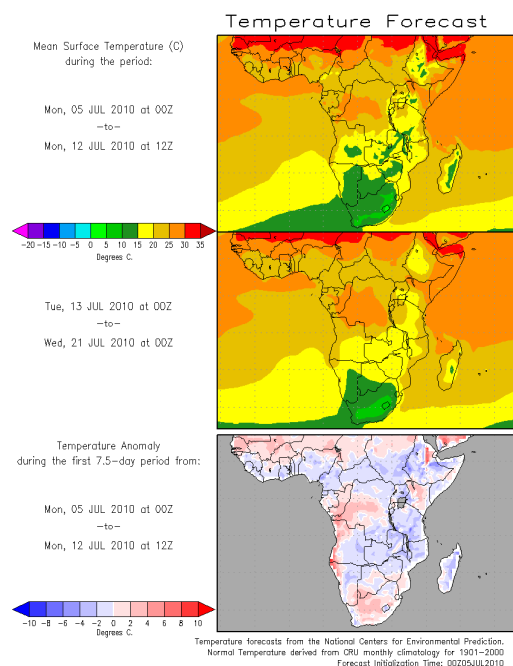 Temperature Forecast
Mean Surface Temperature (C)
during the period:
Mon, 05 JUL 2010 at 00Z
-to-
Mon, 12 JUL 2010 at 12Z
-20 -15 -10 -5 0 5 10 15 20 25 30 35
Degrees C.
Tue, 13 JUL 2010 at 00Z
-to-
Wed, 21 JUL 2010 at 00Z
Temperature Anomaly
during the first 7.5-day period from:
Mon, 05 JUL 2010 at 00Z
-to-
Mon, 12 JUL 2010 at 12Z
-10 -8 -6 -4 -2 0 2 4 6 8 10
Degrees C.
Temperature forecasts from the National Centers for Environmental Prediction.
Normal Temperature derived from CRU monthly climatology for 1901-2000
Forecast Initialization Time: 00Z05JUL2010